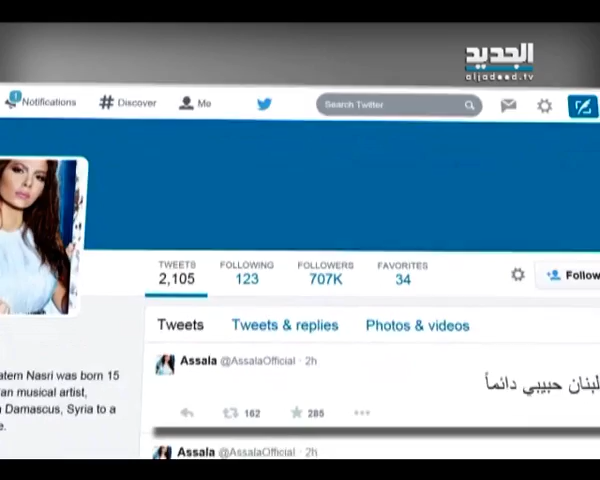 الجديد
aljadeed.tv
1 Notifications # Discover Me Search Twitter
TWEETS FOLLOWING FOLLOWERS FAVORITES
2,105 123 707K 34
Follow
Tweets Tweets & replies Photos & videos
Assala @AssalaOfficial · 2h
لبنان حبيبي دائماً
162 285
atem Nasri was born 15
an musical artist,
Damascus, Syria to a
e.
Assala @AssalaOfficial · 2h